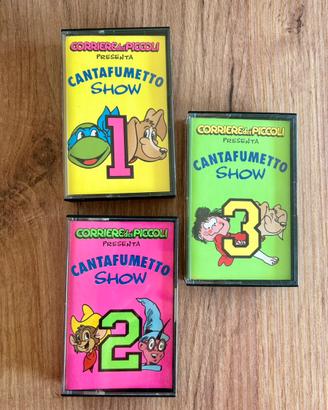 CORRIERE dei PICCOLI
PRESENTA
CANTAFUMETTO
SHOW
1
CORRIERE dei PICCOLI
PRESENTA
CANTAFUMETTO
SHOW
3
CORRIERE dei PICCOLI
PRESENTA
CANTAFUMETTO
SHOW
2